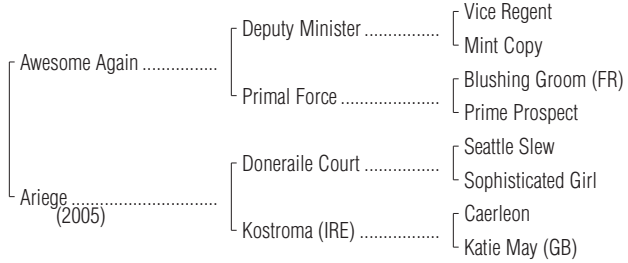 Vice Regent
Deputy Minister ................
Mint Copy
Awesome Again ................
Blushing Groom (FR)
Primal Force .....................
Prime Prospect
Seattle Slew
Doneraile Court ................
Sophisticated Girl
Ariege ...............................
(2005)
Caerleon
Kostroma (IRE) .................
Katie May (GB)